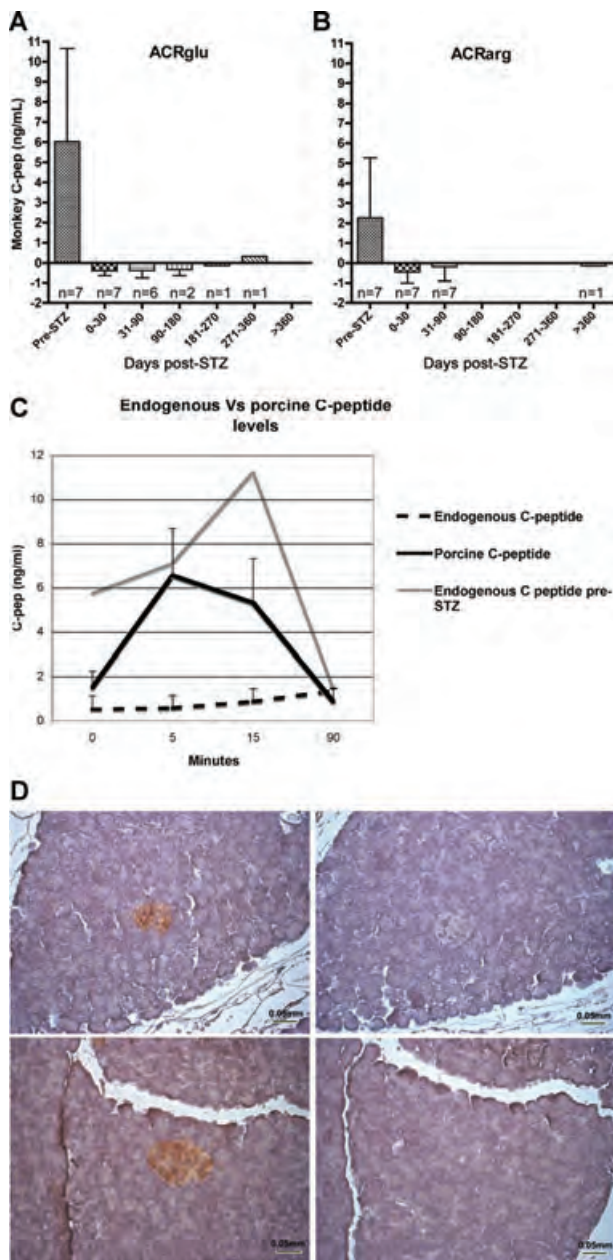 A
ACRglu
Monkey C-pep (ng/mL)
11
10
9
8
7
6
5
4
3
2
1
0
-1
-2
n=7 n=7 n=6 n=2 n=1 n=1
Pre-STZ 0-30 31-90 90-180 181-270 271-360 >360
Days post-STZ
B
ACRarg
11
10
9
8
7
6
5
4
3
2
1
0
-1
-2
n=7 n=7 n=7 n=1
Pre-STZ 0-30 31-90 90-180 181-270 271-360 >360
Days post-STZ
C
Endogenous Vs porcine C-peptide
levels
C-pep (ng/ml)
12
10
8
6
4
2
0
0 5 15 90
Minutes
Endogenous C-peptide
Porcine C-peptide
Endogenous C peptide pre-
STZ
D
0.05mm
0.05mm
0.05mm
0.05mm